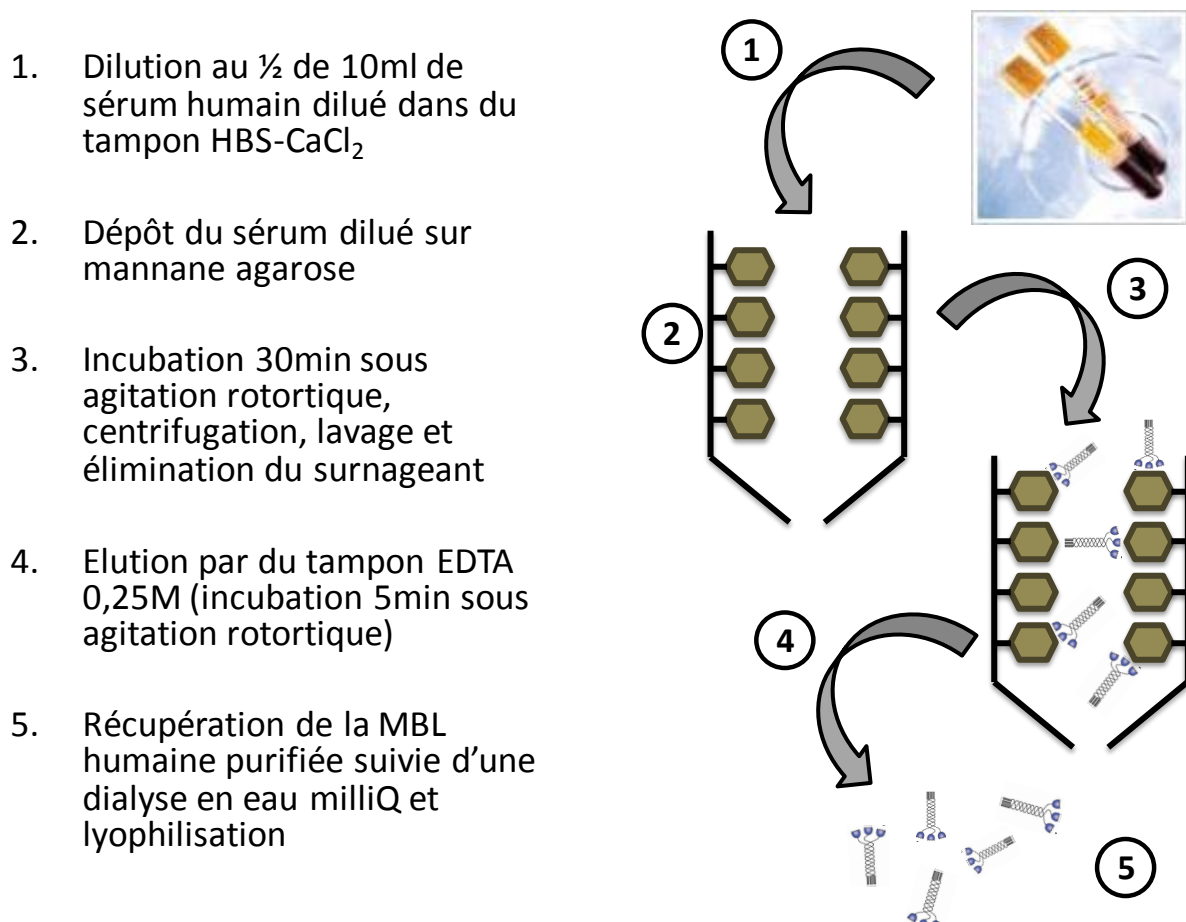 1. Dilution au ½ de 10ml de
sérum humain dilué dans du
tampon HBS-CaCl₂
2. Dépôt du sérum dilué sur
mannane agarose
3. Incubation 30min sous
agitation rotortique,
centrifugation, lavage et
élimination du surnageant
4. Elution par du tampon EDTA
0,25M (incubation 5min sous
agitation rotortique)
5. Récupération de la MBL
humaine purifiée suivie d’une
dialyse en eau milliQ et
lyophilisation
1
2
3
4
5